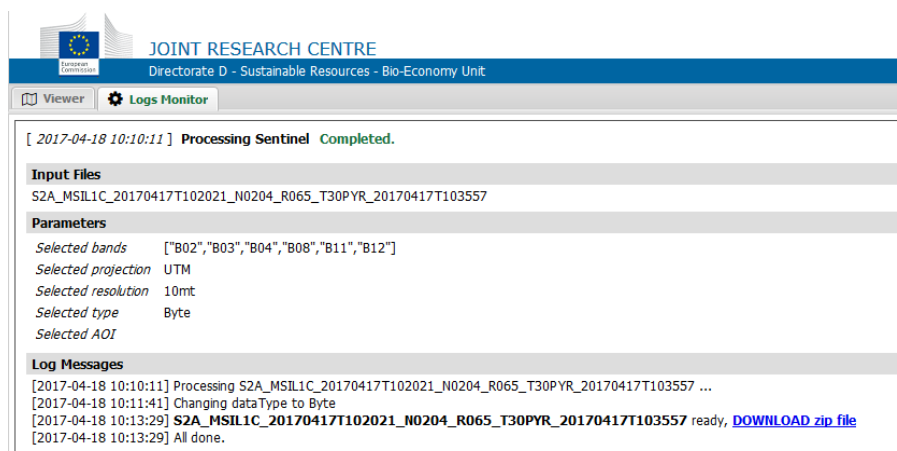 European
Commission
JOINT RESEARCH CENTRE
Directorate D - Sustainable Resources - Bio-Economy Unit
Viewer Logs Monitor
[ 2017-04-18 10:10:11 ] Processing Sentinel Completed.
Input Files
S2A_MSIL1C_20170417T102021_N0204_R065_T30PYR_20170417T103557
Parameters
Selected bands ["B02","B03","B04","B08","B11","B12"]
Selected projection UTM
Selected resolution 10mt
Selected type Byte
Selected AOI
Log Messages
[2017-04-18 10:10:11] Processing S2A_MSIL1C_20170417T102021_N0204_R065_T30PYR_20170417T103557 ...
[2017-04-18 10:11:41] Changing dataType to Byte
[2017-04-18 10:13:29] S2A_MSIL1C_20170417T102021_N0204_R065_T30PYR_20170417T103557 ready, DOWNLOAD zip file
[2017-04-18 10:13:29] All done.